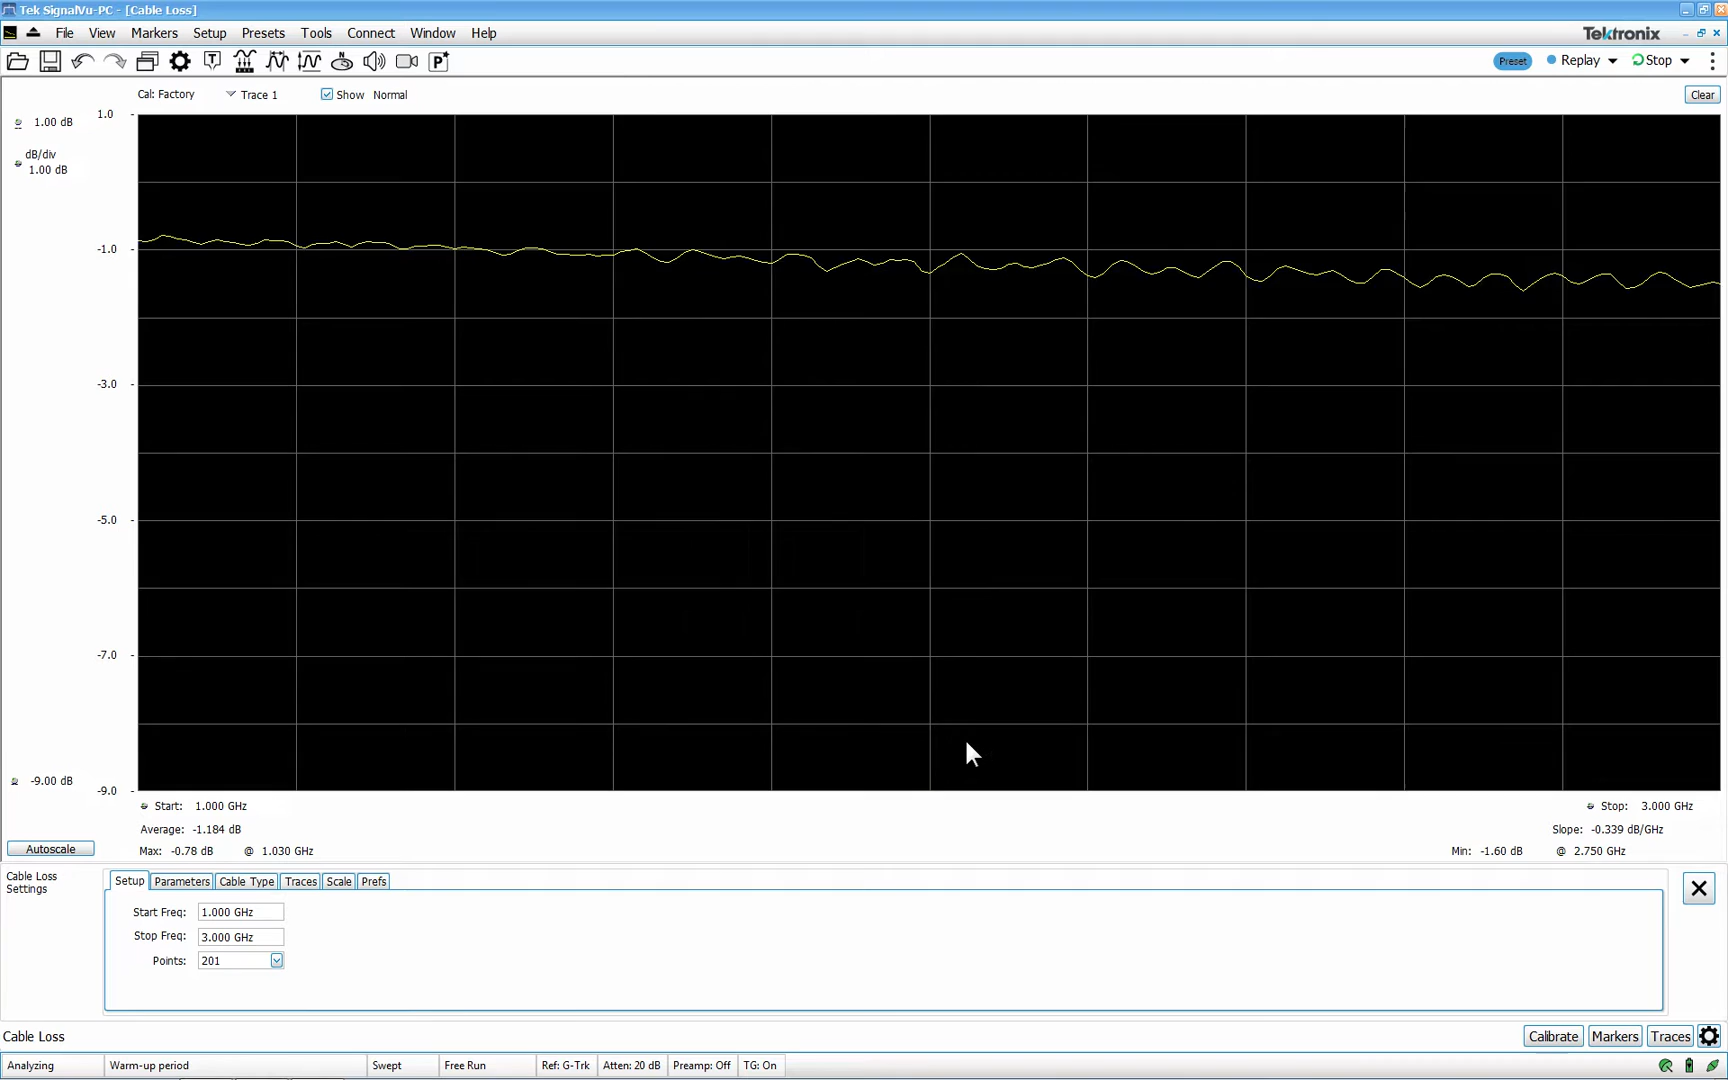 Tek SignalVu-PC - [Cable Loss]
File View Markers Setup Presets Tools Connect Window Help
Tektronix
Preset Replay Stop
Cal: Factory Trace 1 Show Normal Clear
1.00 dB
dB/div
1.00 dB
1.0
-1.0
-3.0
-5.0
-7.0
-9.00 dB
-9.0
Start: 1.000 GHz Stop: 3.000 GHz
Average: -1.184 dB Slope: -0.339 dB/GHz
Autoscale
Max: -0.78 dB @ 1.030 GHz Min: -1.60 dB @ 2.750 GHz
Cable Loss
Settings
Setup Parameters Cable Type Traces Scale Prefs
Start Freq: 1.000 GHz
Stop Freq: 3.000 GHz
Points: 201
Cable Loss Calibrate Markers Traces
Analyzing Warm-up period Swept Free Run Ref: G-Trk Atten: 20 dB Preamp: Off TG: On